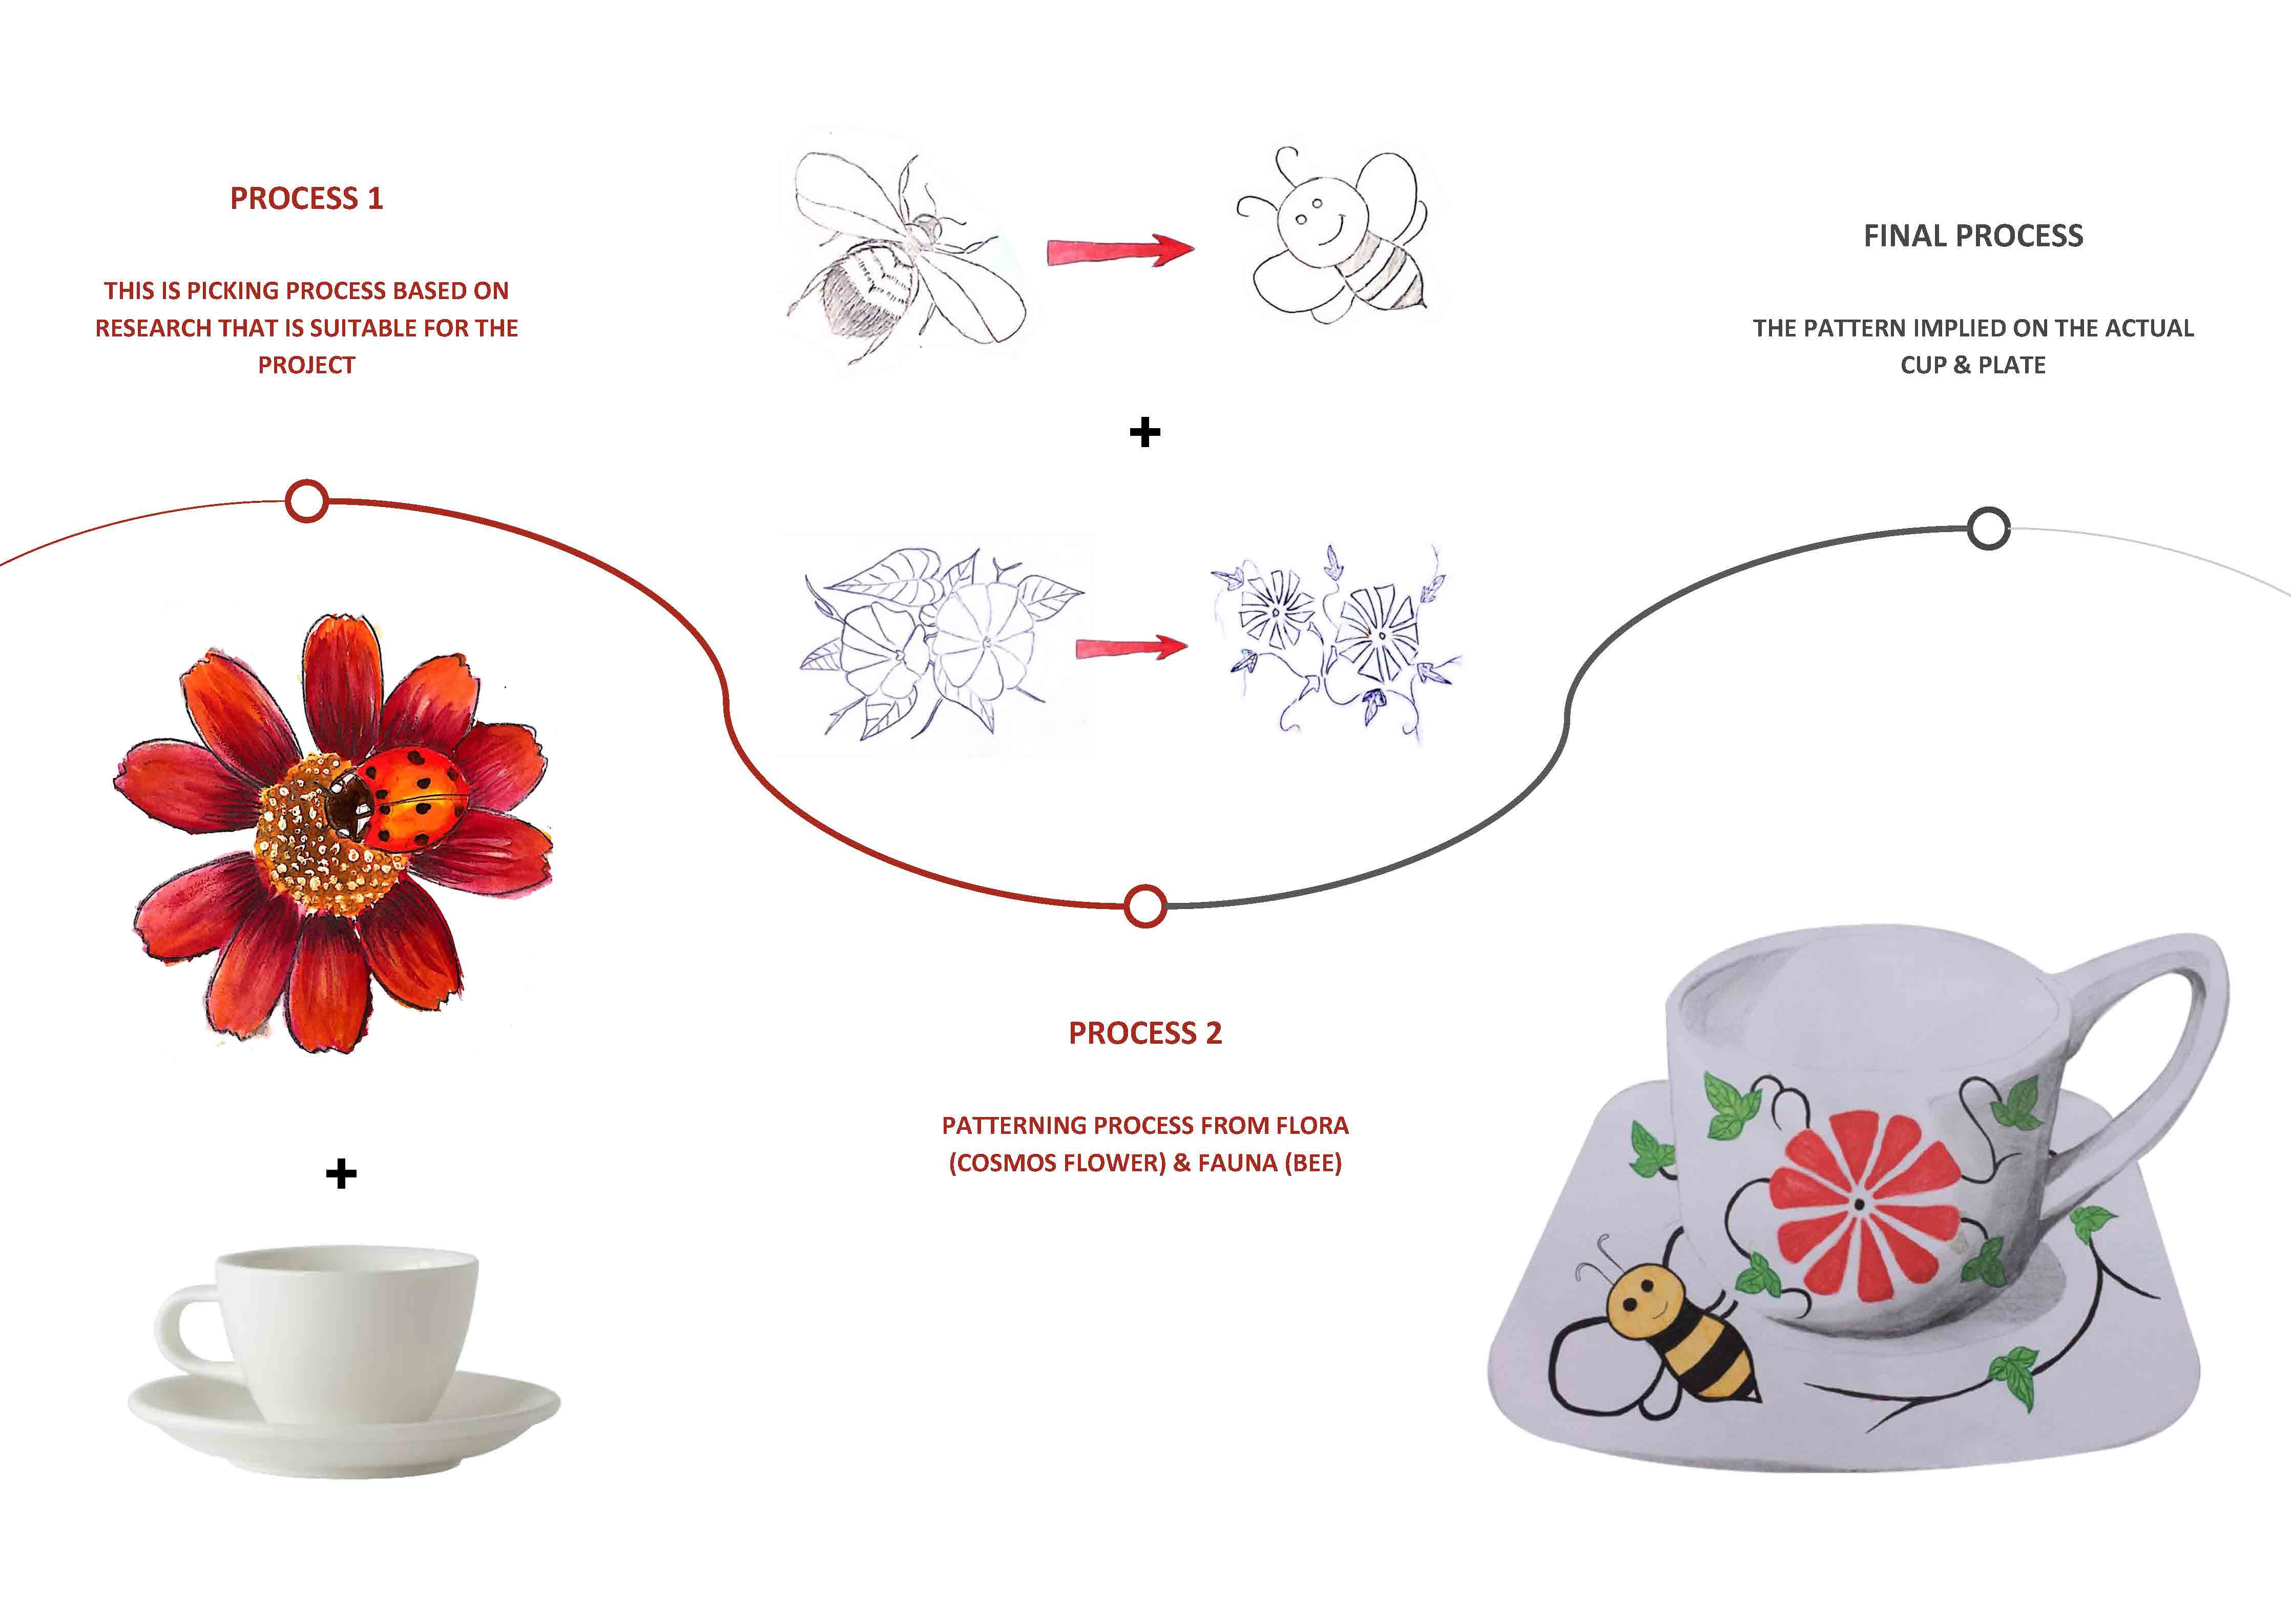 PROCESS 1
THIS IS PICKING PROCESS BASED ON
RESEARCH THAT IS SUITABLE FOR THE
PROJECT
+
PROCESS 2
PATTERNING PROCESS FROM FLORA
(COSMOS FLOWER) & FAUNA (BEE)
+
FINAL PROCESS
THE PATTERN IMPLIED ON THE ACTUAL
CUP & PLATE